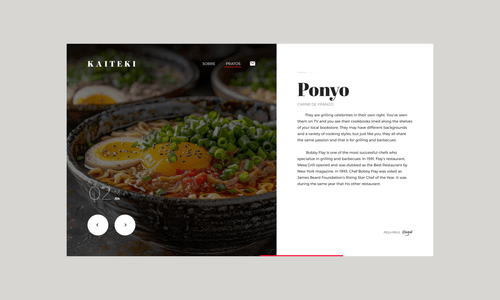 KAITEKI
SOBRE PRATOS
Ponyo
CARNE DE FRANGO
They are grilling celebrities in their own right. You've seen
them on TV and you see their cookbooks lined along the shelves
of your local bookstore. They may have different backgrounds
and a variety of cooking styles, but just like you, they all share
the same passion and that is for grilling and barbecues.
Bobby Flay is one of the most successful chefs who
specialize in grilling and barbecues. In 1991, Flay's restaurant,
Mesa Grill opened and was dubbed as the Best Restaurant by
New York magazine. In 1993, Chef Bobby Flay was voted as
James Beard Foundation's Rising Star Chef of the Year. It was
during the same year that his other restaurant.
02